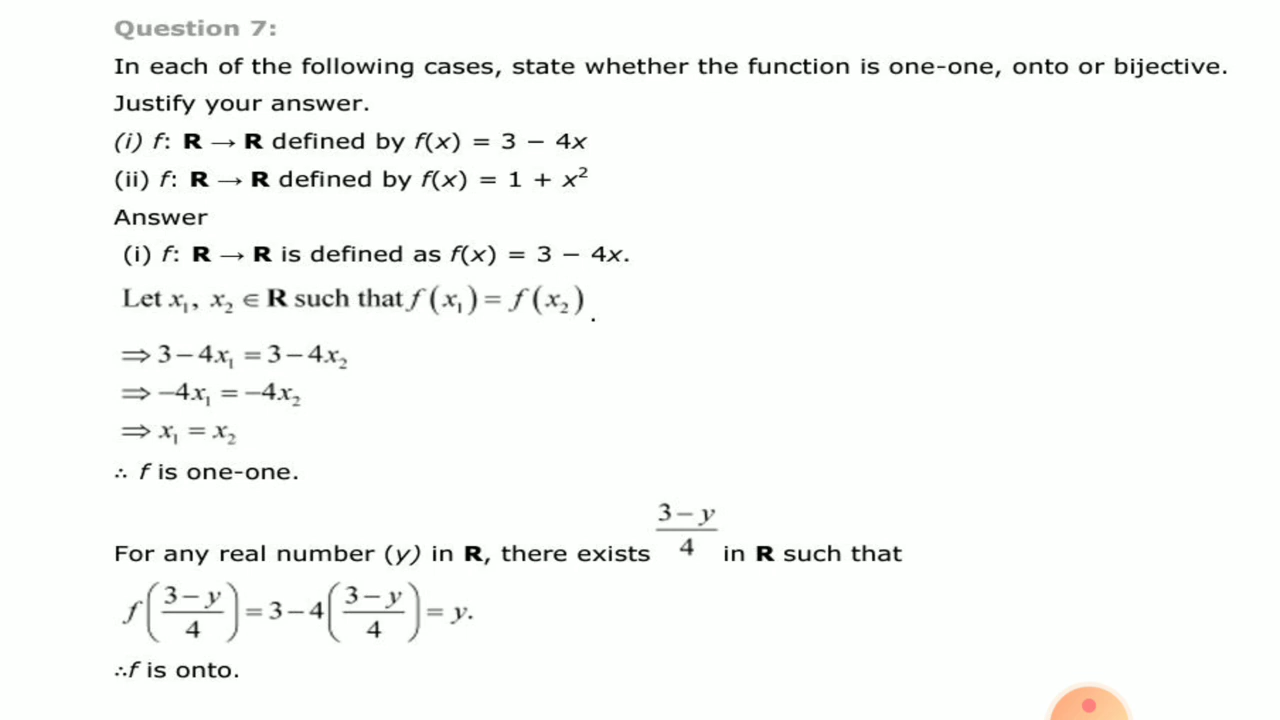 Question 7:
In each of the following cases, state whether the function is one-one, onto or bijective.
Justify your answer.
(i) f: R → R defined by f(x) = 3 − 4x
(ii) f: R → R defined by f(x) = 1 + x²
Answer
(i) f: R → R is defined as f(x) = 3 − 4x.
Let x₁, x₂ ∈ R such that f(x₁) = f(x₂).
⇒ 3 − 4x₁ = 3 − 4x₂
⇒ −4x₁ = −4x₂
⇒ x₁ = x₂
∴ f is one-one.
For any real number (y) in R, there exists (3 − y)/4 in R such that
f((3 − y)/4) = 3 − 4((3 − y)/4) = y.
∴f is onto.